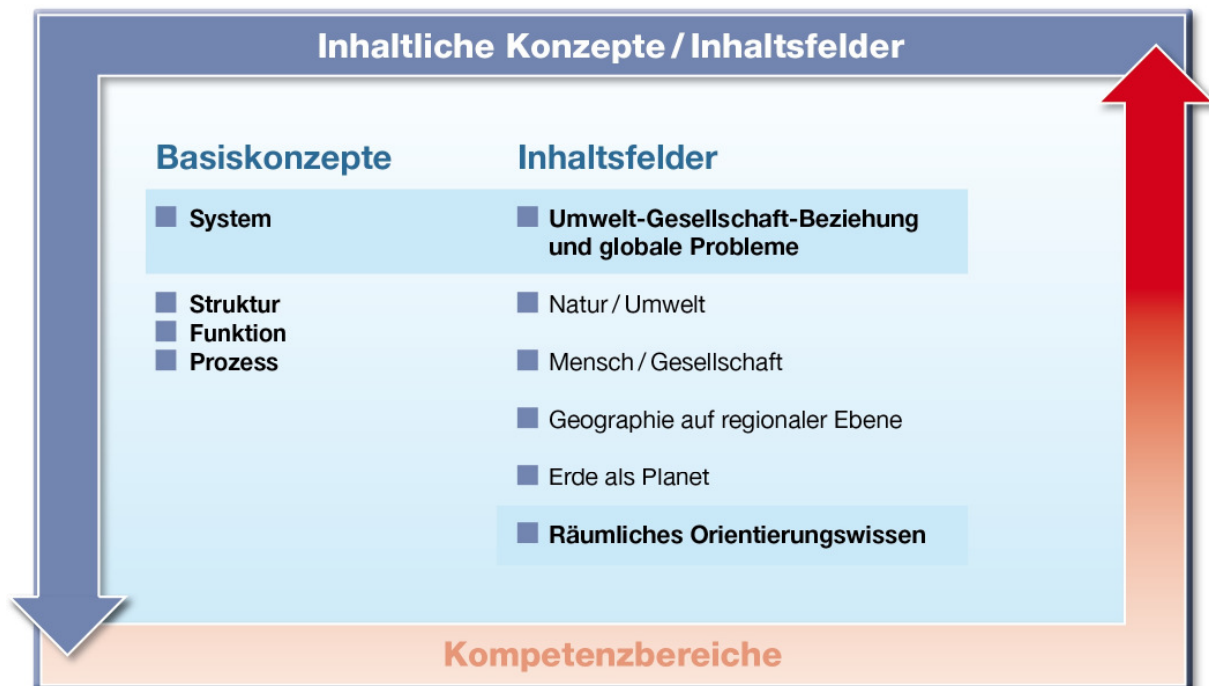 Inhaltliche Konzepte / Inhaltsfelder
Basiskonzepte
System
Struktur
Funktion
Prozess
Inhaltsfelder
Umwelt-Gesellschaft-Beziehung
und globale Probleme
Natur / Umwelt
Mensch / Gesellschaft
Geographie auf regionaler Ebene
Erde als Planet
Räumliches Orientierungswissen
Kompetenzbereiche